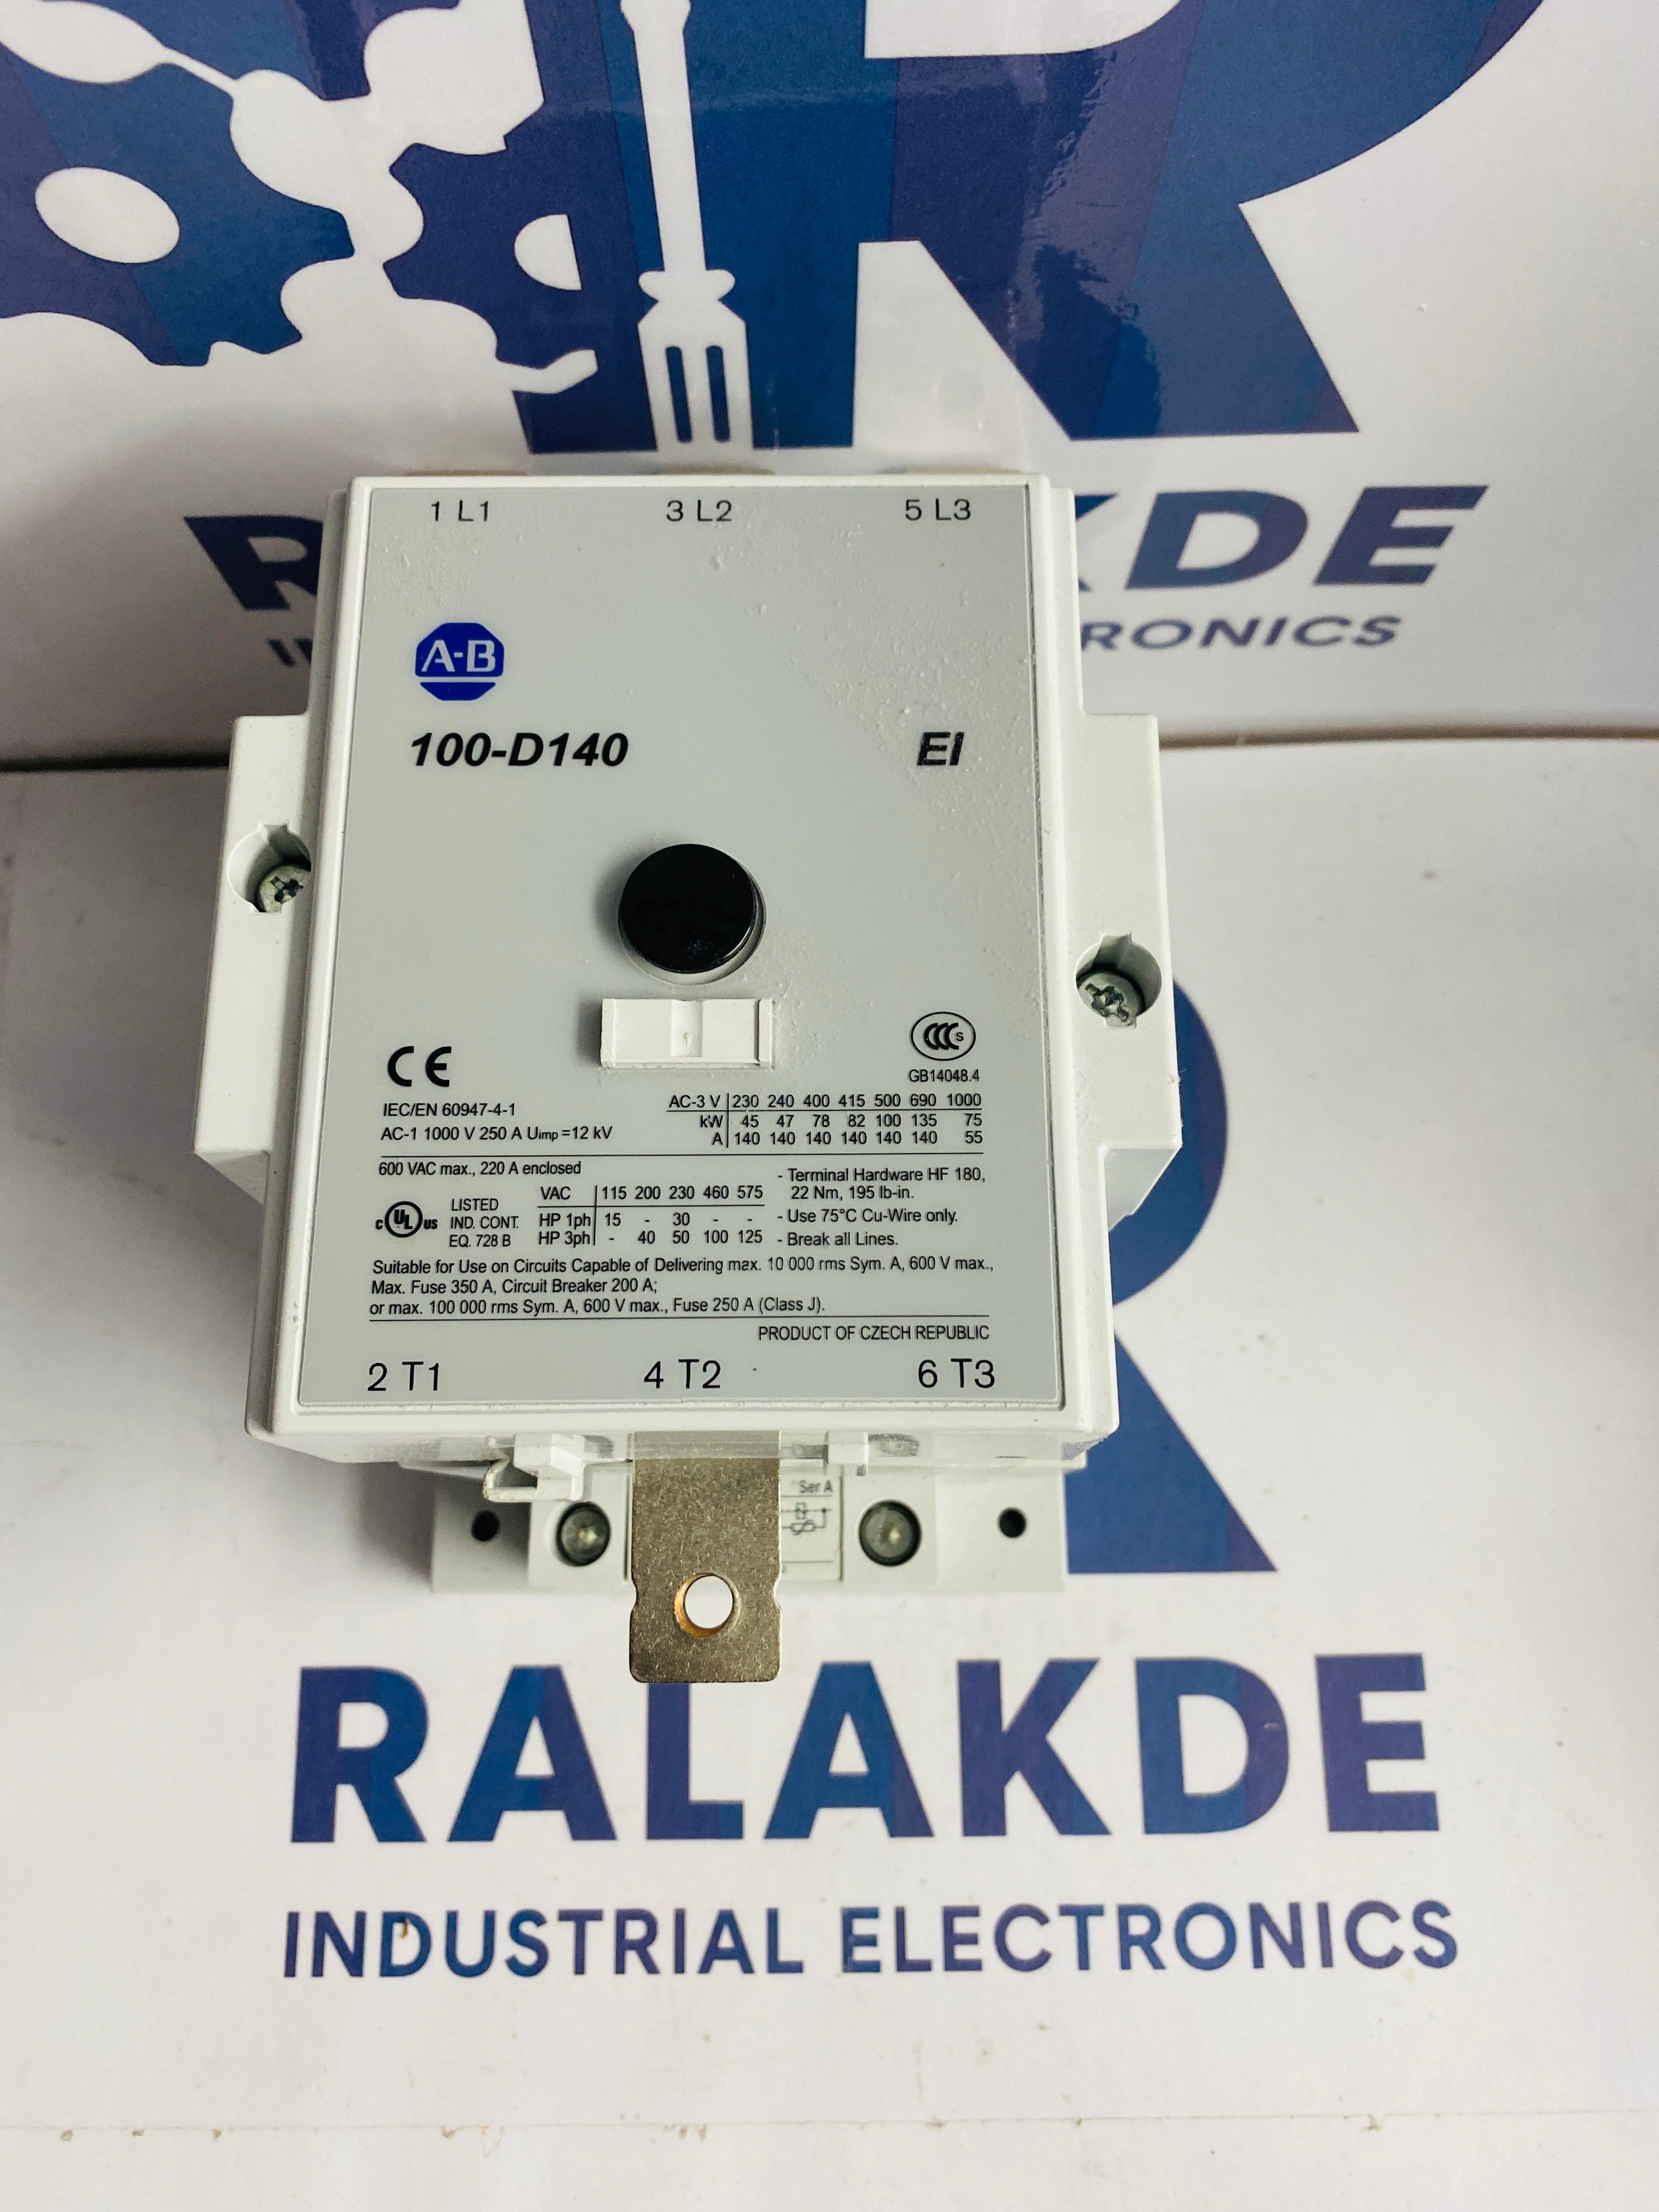 R KDE
RONICS
1 L1 3 L2 5 L3
A-B
100-D140 EI
CE
CCC S
GB14048.4
IEC/EN 60947-4-1
AC-1 1000 V 250 A Uimp =12 kV
AC-3 V 230 240 400 415 500 690 1000
kW 45 47 78 82 100 135 75
A 140 140 140 140 140 140 55
600 VAC max., 220 A enclosed
c UL us
LISTED
IND. CONT.
EQ. 728 B
VAC 115 200 230 460 575
HP 1ph 15 - 30 - -
HP 3ph - 40 50 100 125
- Terminal Hardware HF 180,
22 Nm, 195 lb-in.
- Use 75°C Cu-Wire only.
- Break all Lines.
Suitable for Use on Circuits Capable of Delivering max. 10 000 rms Sym. A, 600 V max.,
Max. Fuse 350 A, Circuit Breaker 200 A;
or max. 100 000 rms Sym. A, 600 V max., Fuse 250 A (Class J).
PRODUCT OF CZECH REPUBLIC
2 T1 4 T2 6 T3
Ser A
RALAKDE
INDUSTRIAL ELECTRONICS